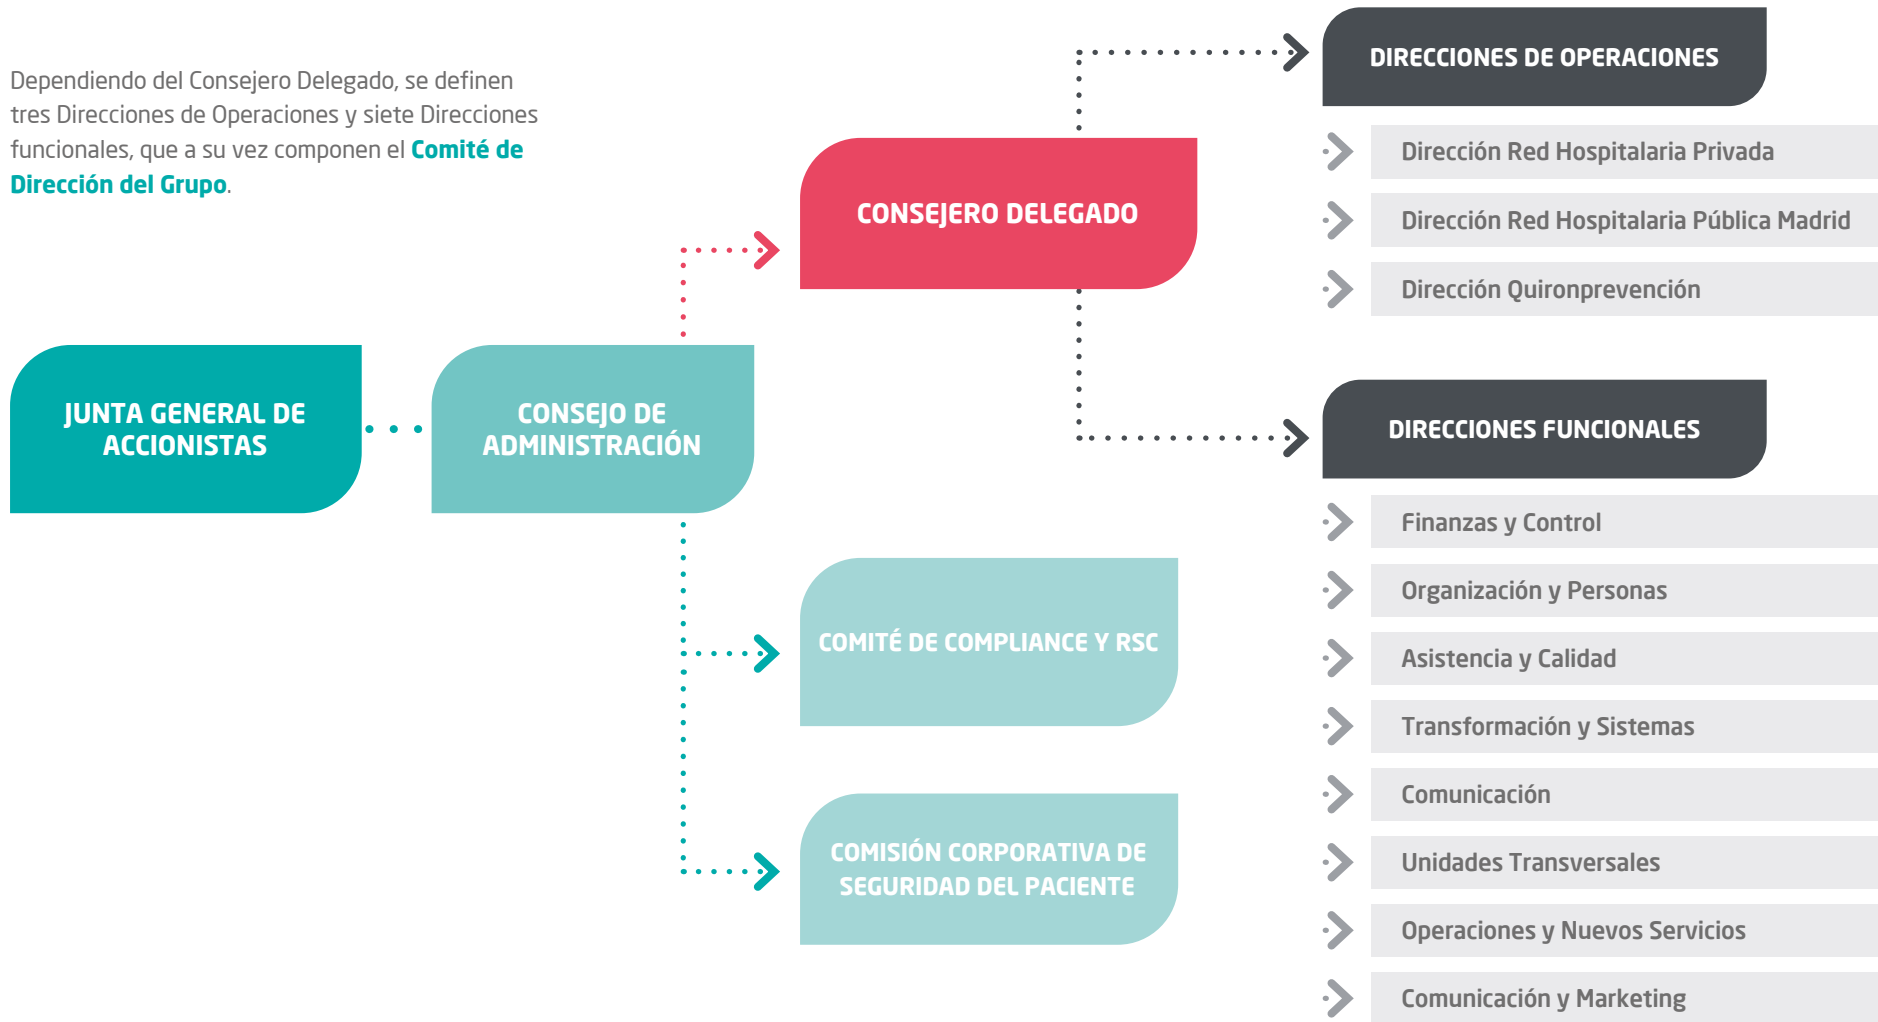 Dependiendo del Consejero Delegado, se definen
tres Direcciones de Operaciones y siete Direcciones
funcionales, que a su vez componen el Comité de
Dirección del Grupo.
JUNTA GENERAL DE
ACCIONISTAS
CONSEJO DE
ADMINISTRACIÓN
CONSEJERO DELEGADO
COMITÉ DE COMPLIANCE Y RSC
COMISIÓN CORPORATIVA DE
SEGURIDAD DEL PACIENTE
DIRECCIONES DE OPERACIONES
Dirección Red Hospitalaria Privada
Dirección Red Hospitalaria Pública Madrid
Dirección Quironprevención
DIRECCIONES FUNCIONALES
Finanzas y Control
Organización y Personas
Asistencia y Calidad
Transformación y Sistemas
Comunicación
Unidades Transversales
Operaciones y Nuevos Servicios
Comunicación y Marketing